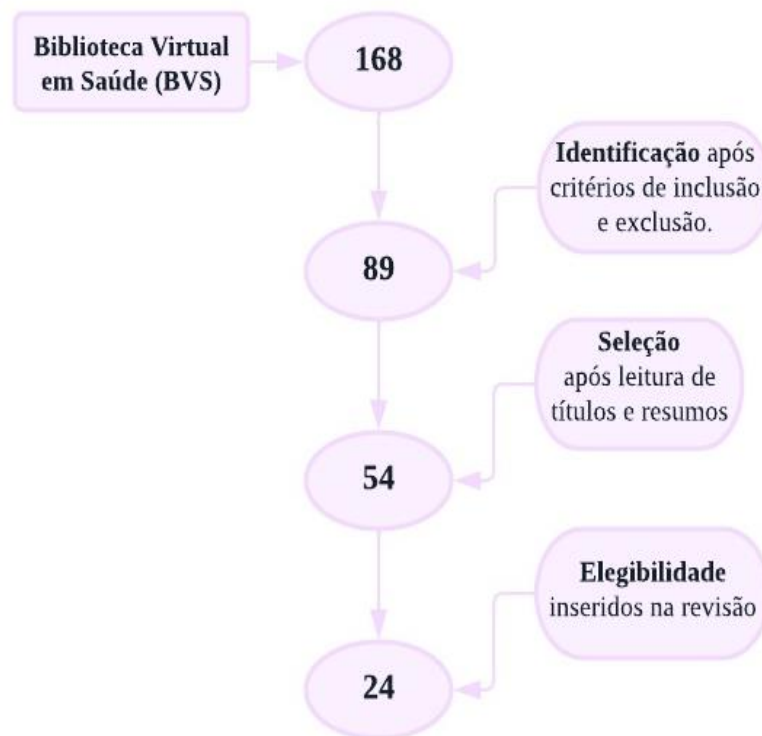 Biblioteca Virtual
em Saúde (BVS)
168
Identificação após
critérios de inclusão
e exclusão.
89
Seleção
após leitura de
títulos e resumos
54
Elegibilidade
inseridos na revisão
24